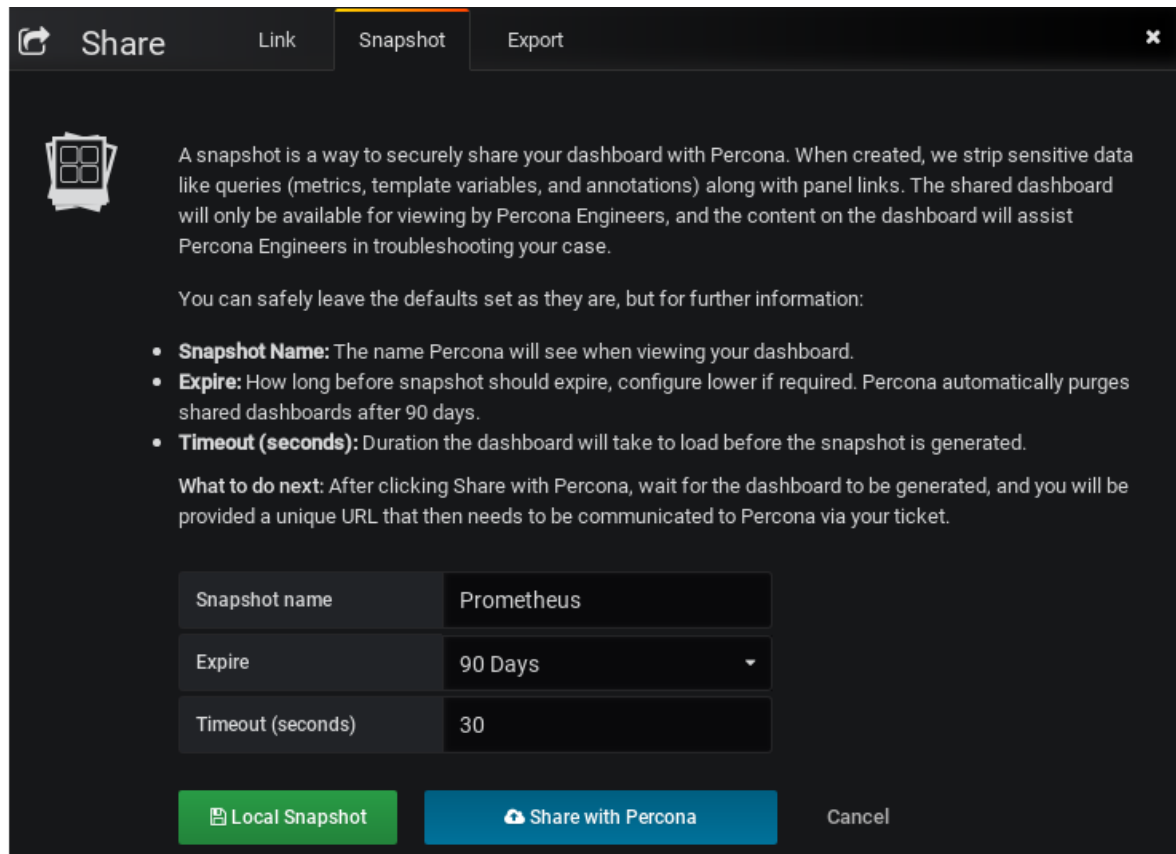 Share
Link
Snapshot
Export
A snapshot is a way to securely share your dashboard with Percona. When created, we strip sensitive data
like queries (metrics, template variables, and annotations) along with panel links. The shared dashboard
will only be available for viewing by Percona Engineers, and the content on the dashboard will assist
Percona Engineers in troubleshooting your case.
You can safely leave the defaults set as they are, but for further information:
Snapshot Name: The name Percona will see when viewing your dashboard.
Expire: How long before snapshot should expire, configure lower if required. Percona automatically purges
shared dashboards after 90 days.
Timeout (seconds): Duration the dashboard will take to load before the snapshot is generated.
What to do next: After clicking Share with Percona, wait for the dashboard to be generated, and you will be
provided a unique URL that then needs to be communicated to Percona via your ticket.
Snapshot name
Prometheus
Expire
90 Days
Timeout (seconds)
30
Local Snapshot
Share with Percona
Cancel